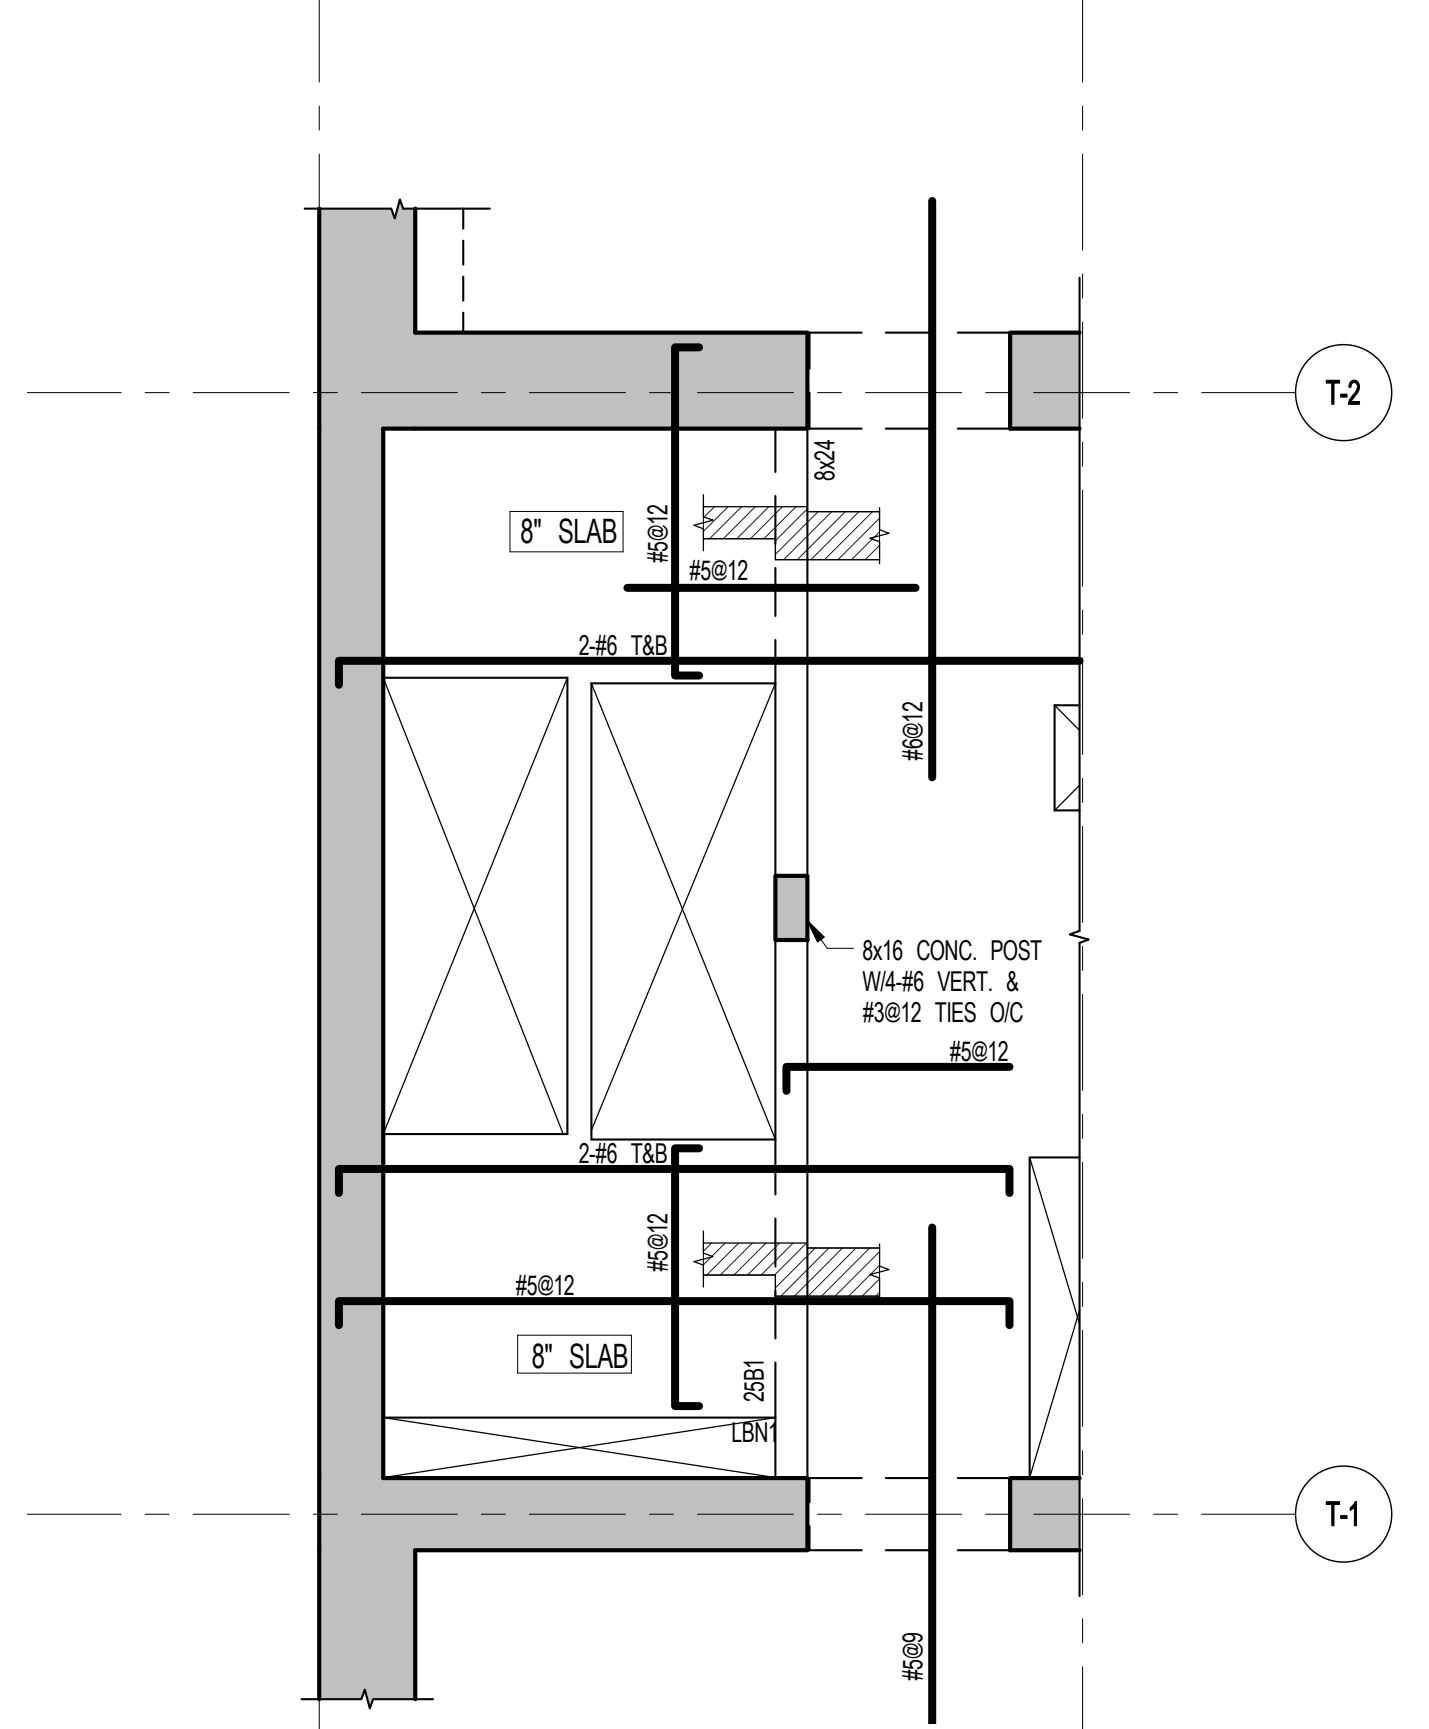 T-2
8x24
8" SLAB
#5@12
#5@12
2-#6 T&B
#6@12
8x16 CONC. POST
W/4-#6 VERT. &
#3@12 TIES O/C
#5@12
2-#6 T&B
#5@12
#5@12
8" SLAB
25B1
LBN1
T-1
#5@9